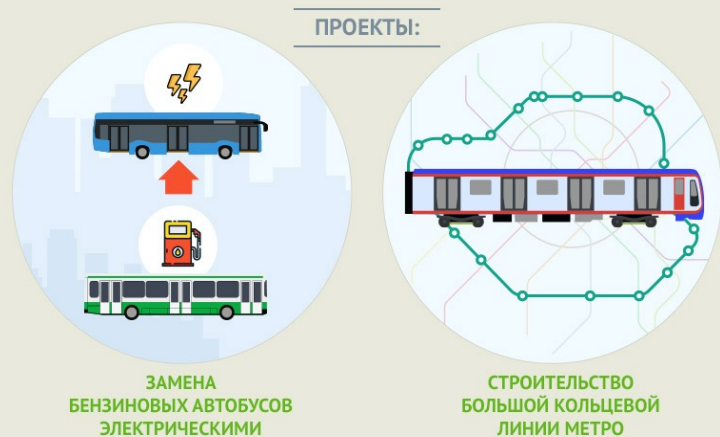 ПРОЕКТЫ:
ЗАМЕНА
БЕНЗИНОВЫХ АВТОБУСОВ
ЭЛЕКТРИЧЕСКИМИ
СТРОИТЕЛЬСТВО
БОЛЬШОЙ КОЛЬЦЕВОЙ
ЛИНИИ МЕТРО